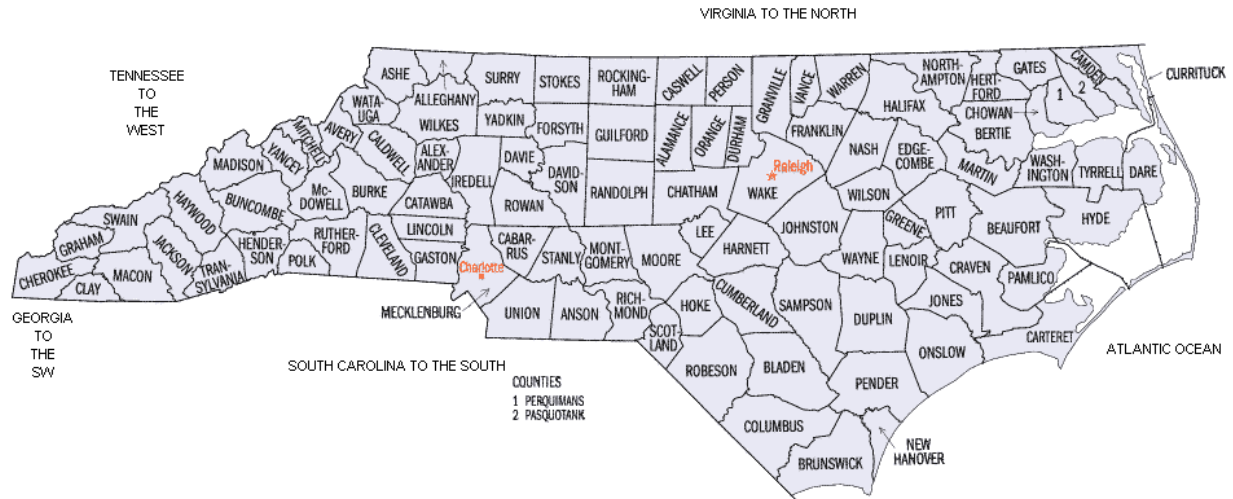 VIRGINIA TO THE NORTH
TENNESSEE
TO
THE
WEST
ASHE
ALLEGHANY
SURRY
STOKES
ROCKING-
HAM
CASWELL
PERSON
GRANVILLE
VANCE
WARREN
NORTH-
AMPTON
HERT-
FORD
GATES
CAMDEN
CURRITUCK
WATA-
UGA
WILKES
YADKIN
FORSYTH
GUILFORD
ALAMANCE
ORANGE
DURHAM
FRANKLIN
HALIFAX
CHOWAN
BERTIE
1
2
MITCHELL
AVERY
CALDWELL
ALEX-
ANDER
YANCEY
MADISON
IREDELL
DAVIE
DAVID-
SON
RANDOLPH
CHATHAM
Raleigh
WAKE
NASH
EDGE-
COMBE
MARTIN
WASH-
INGTON
TYRRELL
DARE
Mc-
DOWELL
BURKE
CATAWBA
ROWAN
WILSON
SWAIN
HAYWOOD
BUNCOMBE
RUTHER-
FORD
CLEVELAND
LINCOLN
GASTON
CABAR-
RUS
STANLY
MONT-
GOMERY
MOORE
LEE
HARNETT
JOHNSTON
GREENE
PITT
BEAUFORT
HYDE
GRAHAM
JACKSON
HENDER-
SON
POLK
Charlotte
WAYNE
LENOIR
CRAVEN
PAMLICO
CHEROKEE
CLAY
MACON
TRAN-
SYLVANIA
MECKLENBURG
UNION
ANSON
RICH-
MOND
SCOT-
LAND
HOKE
CUMBERLAND
SAMPSON
DUPLIN
JONES
CARTERET
GEORGIA
TO
THE
SW
ONSLOW
ATLANTIC OCEAN
SOUTH CAROLINA TO THE SOUTH
ROBESON
BLADEN
PENDER
COUNTIES
1 PERQUIMANS
2 PASQUOTANK
COLUMBUS
NEW
HANOVER
BRUNSWICK